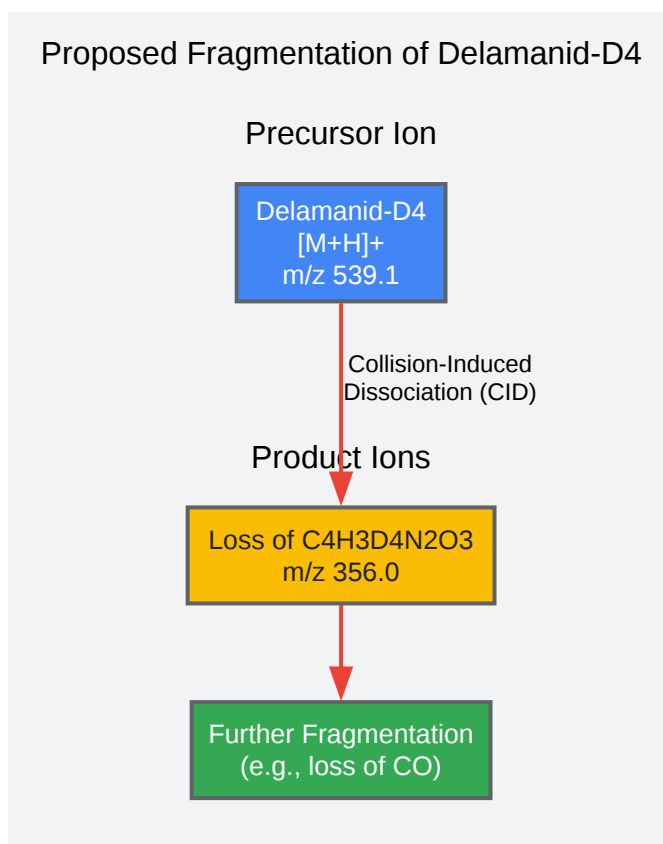 Proposed Fragmentation of Delamanid-D4
Precursor Ion
Delamanid-D4
[M+H]+
m/z 539.1
Collision-Induced
Dissociation (CID)
Product Ions
Loss of C4H3D4N2O3
m/z 356.0
Further Fragmentation
(e.g., loss of CO)